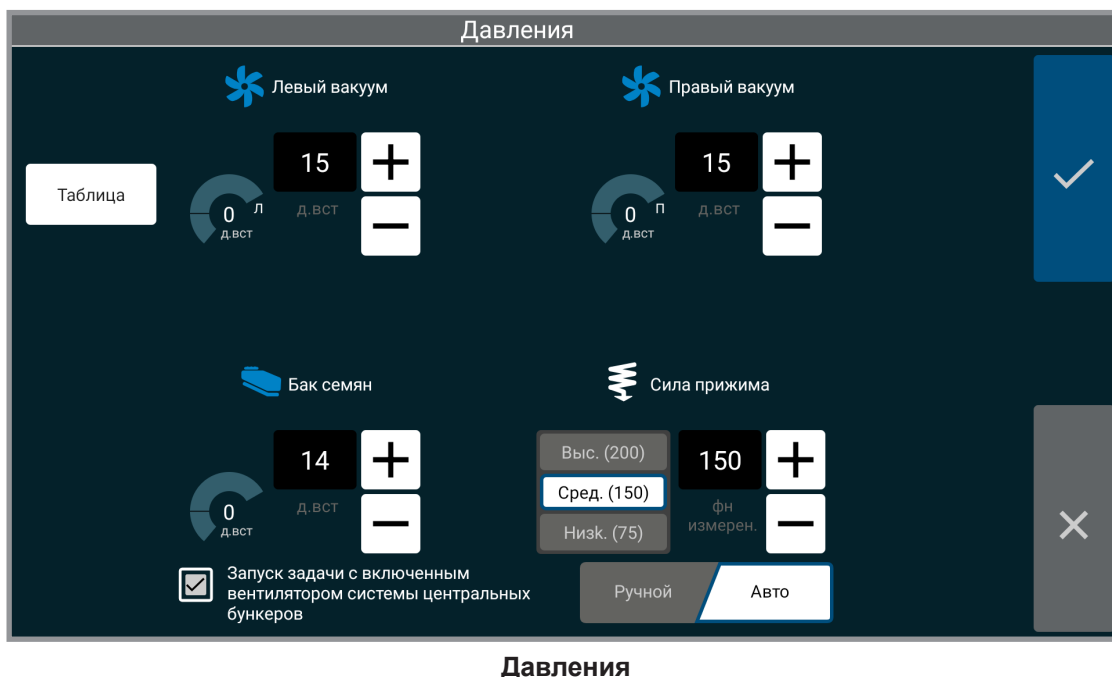 Давления
Левый вакуум
Правый вакуум
Таблица
15
+
0 Л
д.вст
д.вст
−
15
+
0 П
д.вст
д.вст
−
Бак семян
Сила прижима
14
+
0
д.вст
д.вст
−
Выс. (200)
Сред. (150)
Низk. (75)
150
+
фн
измерен.
−
Запуск задачи с включенным
вентилятором системы центральных
бункеров
Ручной
Авто
Давления